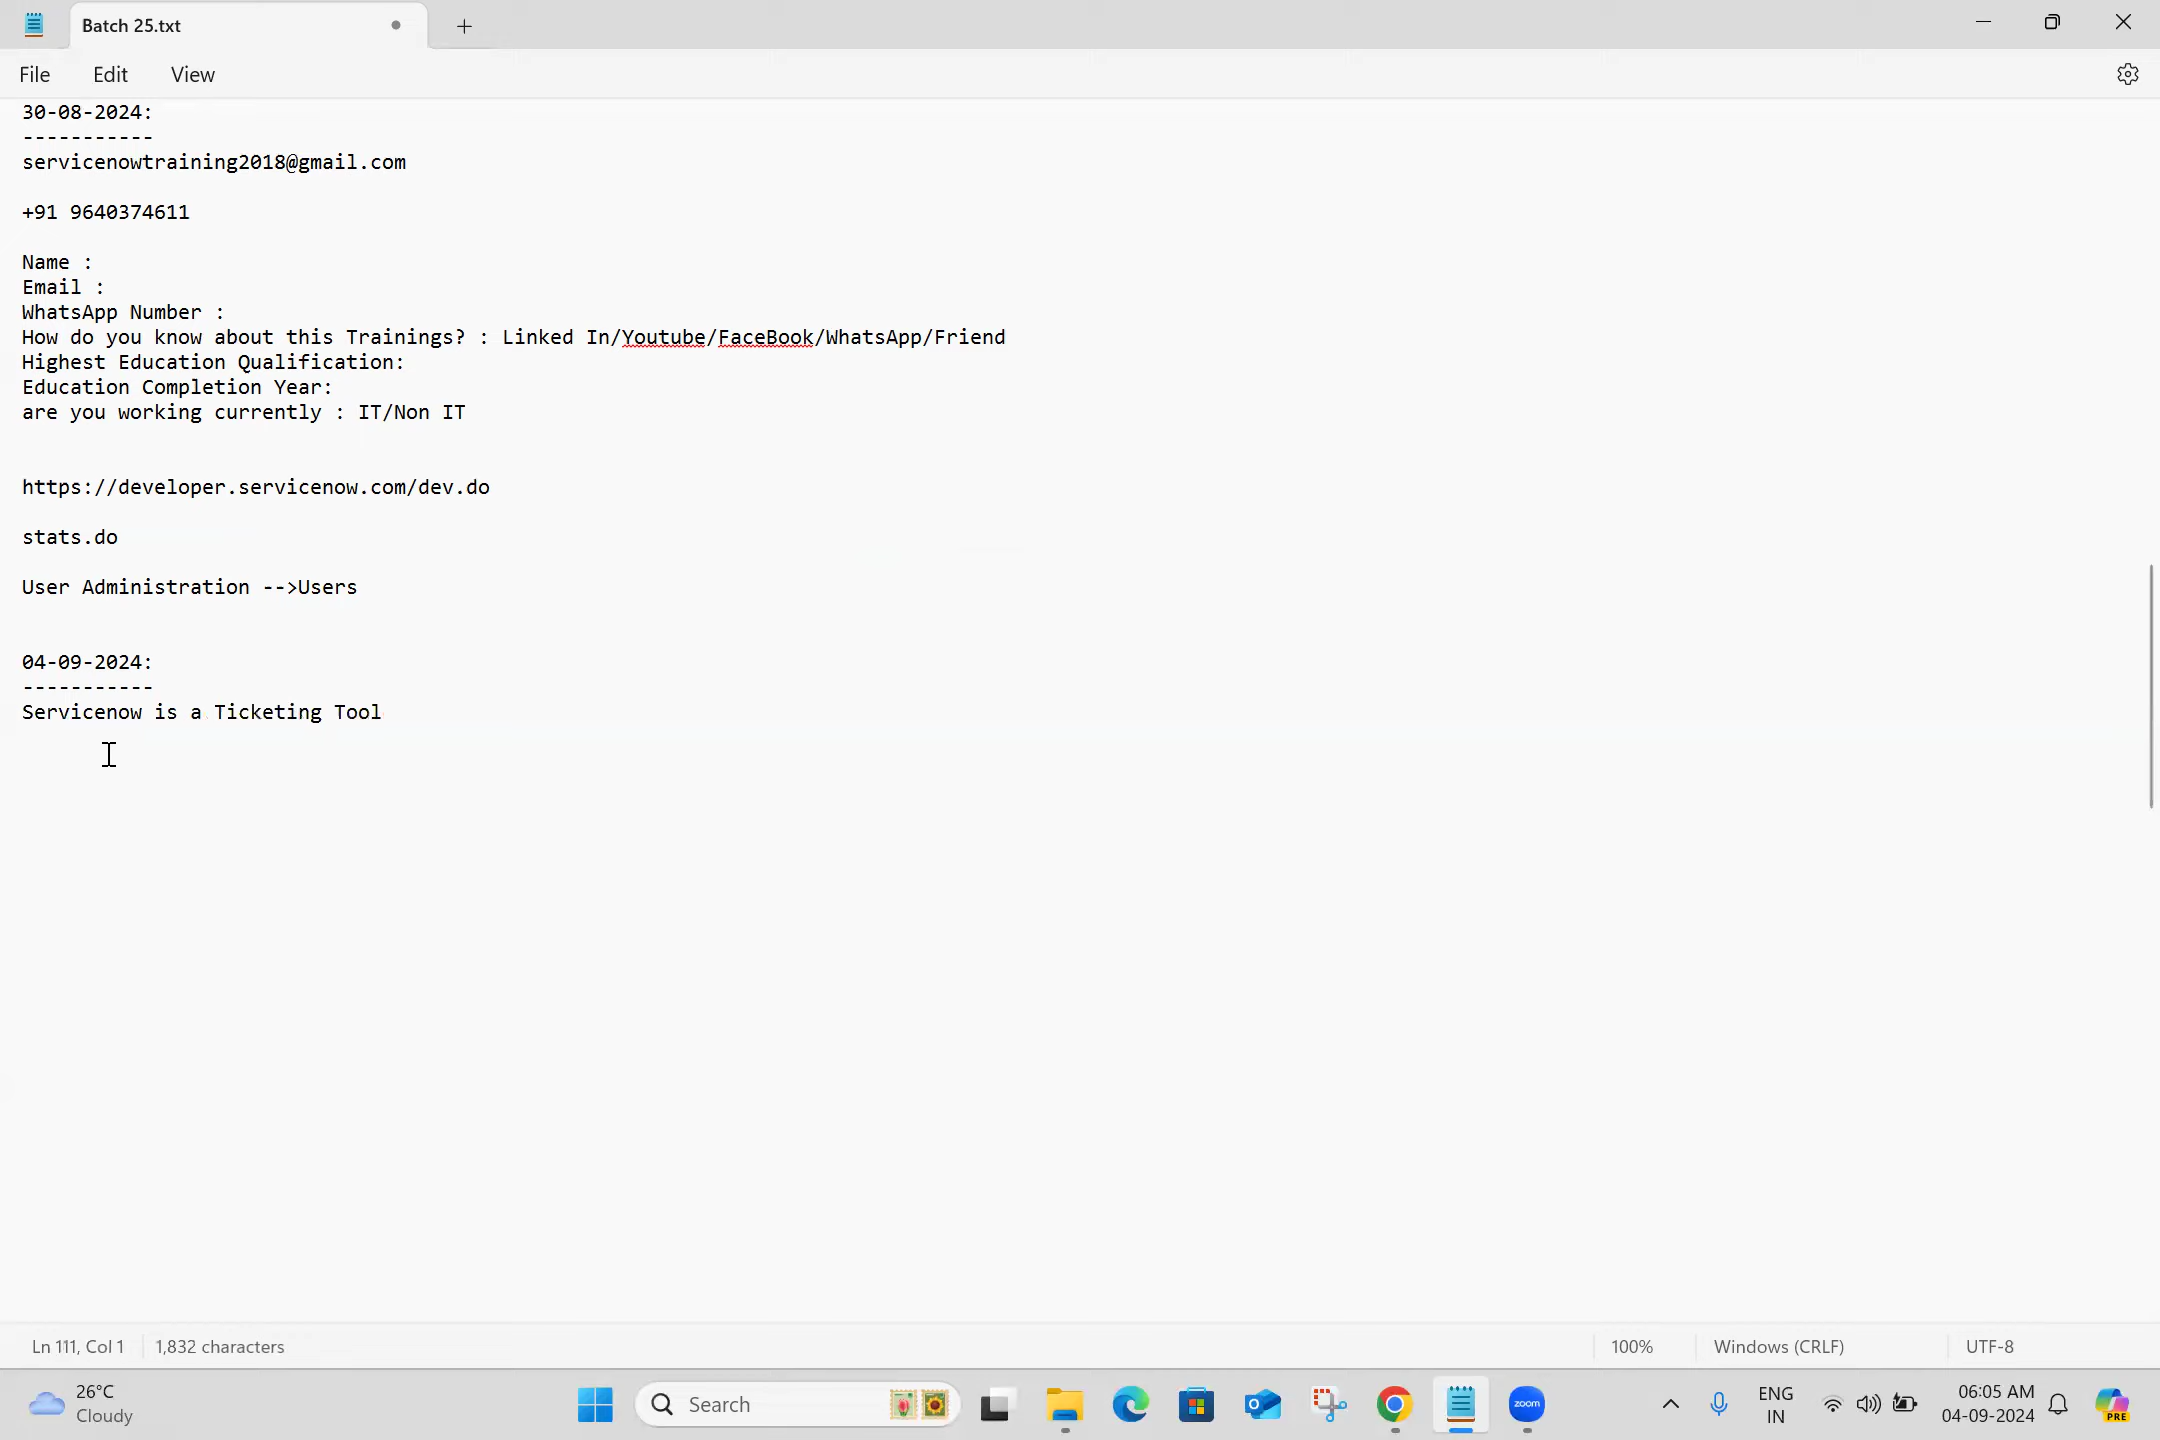 Batch 25.txt
File Edit View
30-08-2024:
-----------
servicenowtraining2018@gmail.com
+91 9640374611
Name :
Email :
WhatsApp Number :
How do you know about this Trainings? : Linked In/Youtube/FaceBook/WhatsApp/Friend
Highest Education Qualification:
Education Completion Year:
are you working currently : IT/Non IT
https://developer.servicenow.com/dev.do
stats.do
User Administration -->Users
04-09-2024:
-----------
Servicenow is a Ticketing Tool
Ln 111, Col 1 1,832 characters 100% Windows (CRLF) UTF-8
26°C
Cloudy
Search
zoom
ENG
IN
06:05 AM
04-09-2024
PRE